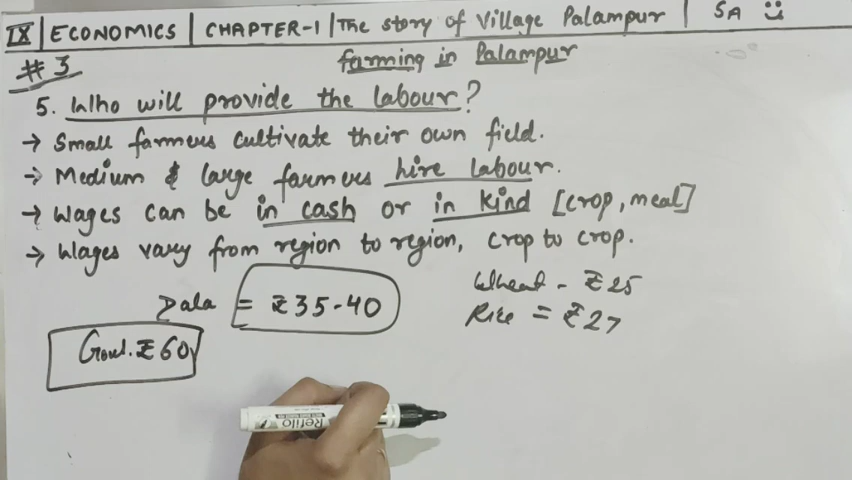 IX | ECONOMICS | CHAPTER-1 | The story of Village Palampur | SA
# 3
farming in Palampur
5. Who will provide the labour?
→ Small farmers cultivate their own field.
→ Medium & large farmers hire labour.
→ Wages can be in cash or in kind [crop, meal]
→ Wages vary from region to region, crop to crop.
Wheat - ₹25
Dala = ₹35-40
Rice = ₹27
Govt. ₹60
Refilo